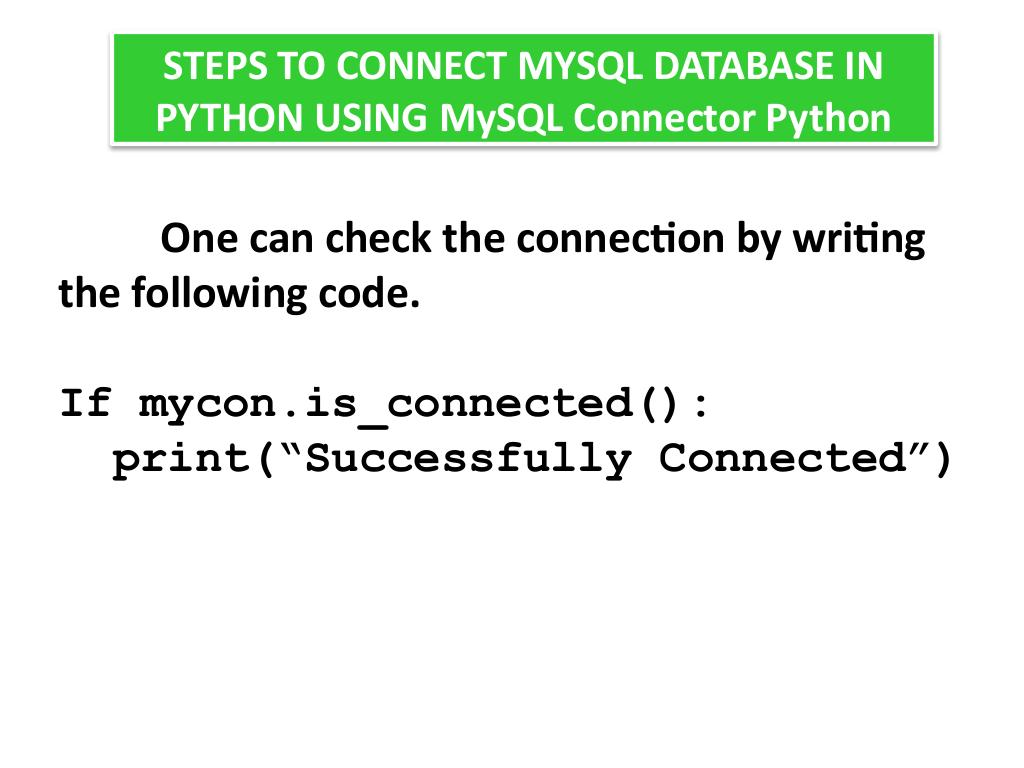 STEPS TO CONNECT MYSQL DATABASE IN
PYTHON USING MySQL Connector Python
One can check the connection by writing
the following code.
If mycon.is_connected():
print(“Successfully Connected”)